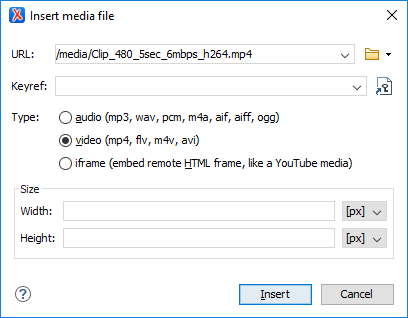 Insert media file
URL: /media/Clip_480_5sec_6mbps_h264.mp4
Keyref:
Type: audio (mp3, wav, pcm, m4a, aif, aiff, ogg)
video (mp4, flv, m4v, avi)
iframe (embed remote HTML frame, like a YouTube media)
Size
Width: [px]
Height: [px]
? Insert Cancel